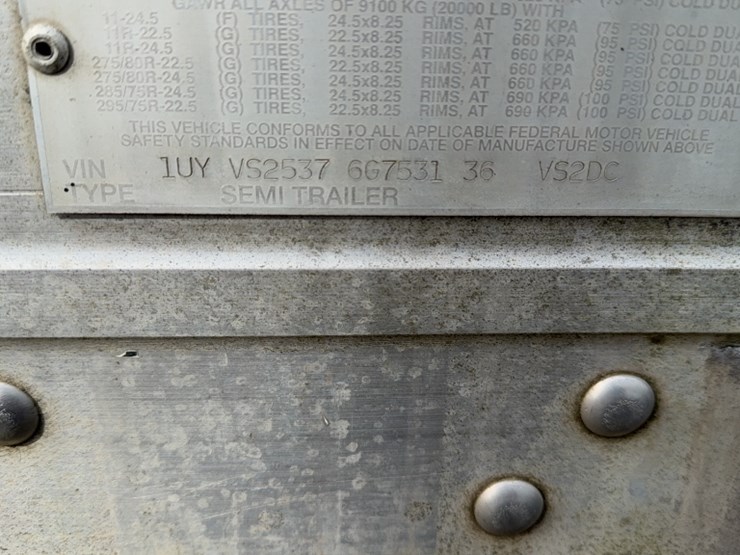 GAWR ALL AXLES OF 9100 KG (20000 LB) WITH
11-24.5 (F) TIRES, 24.5x8.25 RIMS, AT 520 KPA (75 PSI) COLD DUA
11R-22.5 (G) TIRES, 22.5x8.25 RIMS, AT 660 KPA (95 PSI) COLD DUA
11R-24.5 (G) TIRES, 24.5x8.25 RIMS, AT 660 KPA (95 PSI) COLD DUA
275/80R-22.5 (G) TIRES, 22.5x8.25 RIMS, AT 660 KPA (95 PSI) COLD DUA
275/80R-24.5 (G) TIRES, 24.5x8.25 RIMS, AT 660 KPA (95 PSI) COLD DUA
285/75R-24.5 (G) TIRES, 24.5x8.25 RIMS, AT 690 KPA (100 PSI) COLD DUAL
295/75R-22.5 (G) TIRES, 22.5x8.25 RIMS, AT 690 KPA (100 PSI) COLD DUAL
THIS VEHICLE CONFORMS TO ALL APPLICABLE FEDERAL MOTOR VEHICLE
SAFETY STANDARDS IN EFFECT ON DATE OF MANUFACTURE SHOWN ABOVE
VIN 1UY VS2537 6G7531 36 VS2DC
TYPE SEMI TRAILER